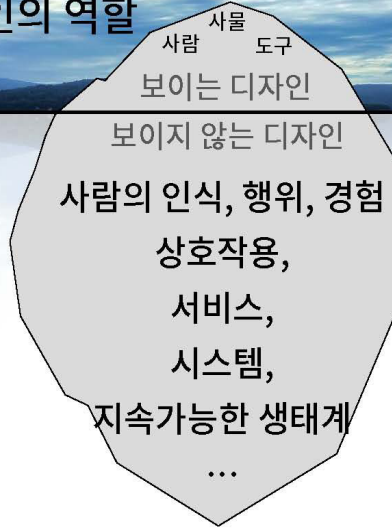 인의 역할
사물
사람 도구
보이는 디자인
보이지 않는 디자인
사람의 인식, 행위, 경험
상호작용,
서비스,
시스템,
지속가능한 생태계
...